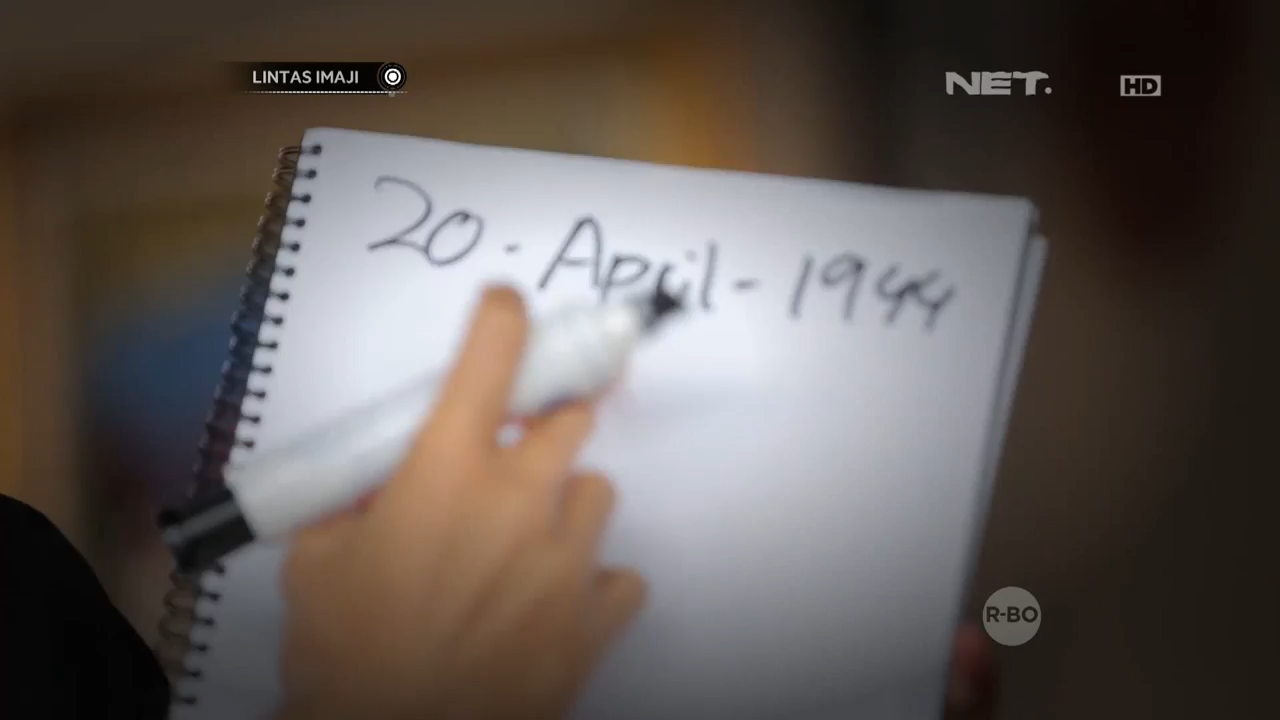 LINTAS IMAJI
NET.
HD
20 - April - 1944
R-BO